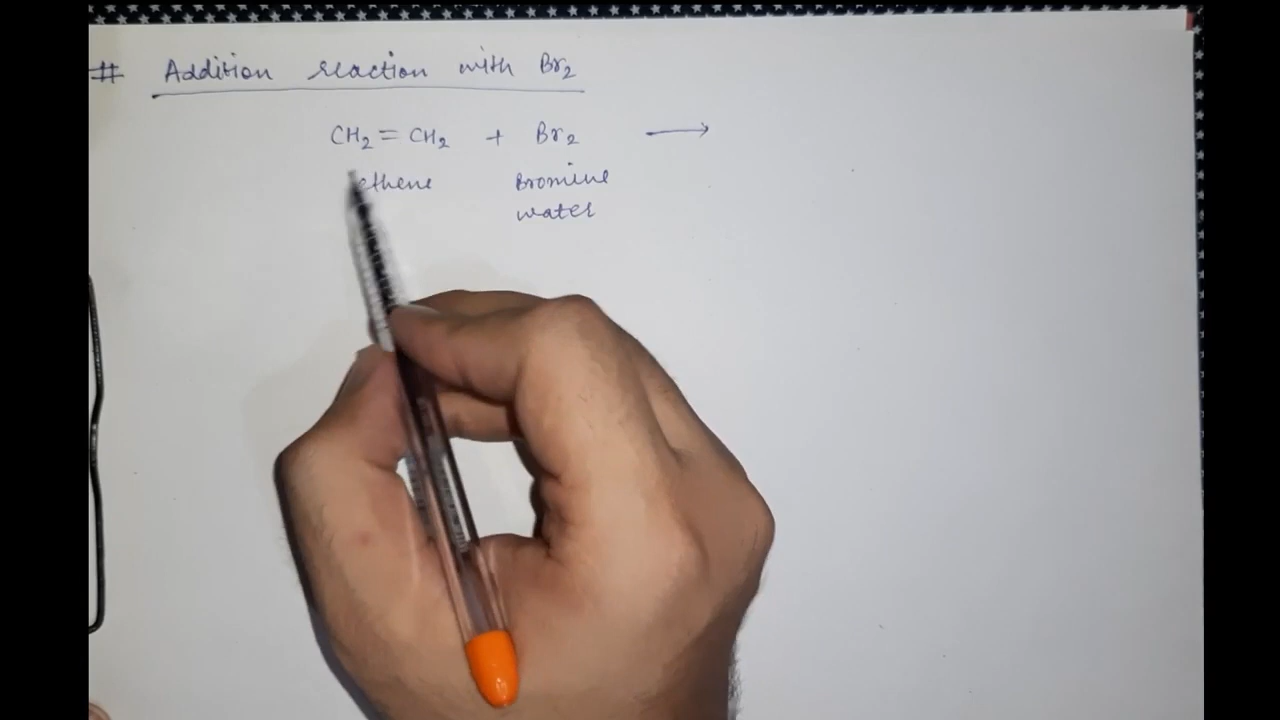 # Addition reaction with Br₂
CH₂ = CH₂ + Br₂ ⟶
ethene Bromine
water